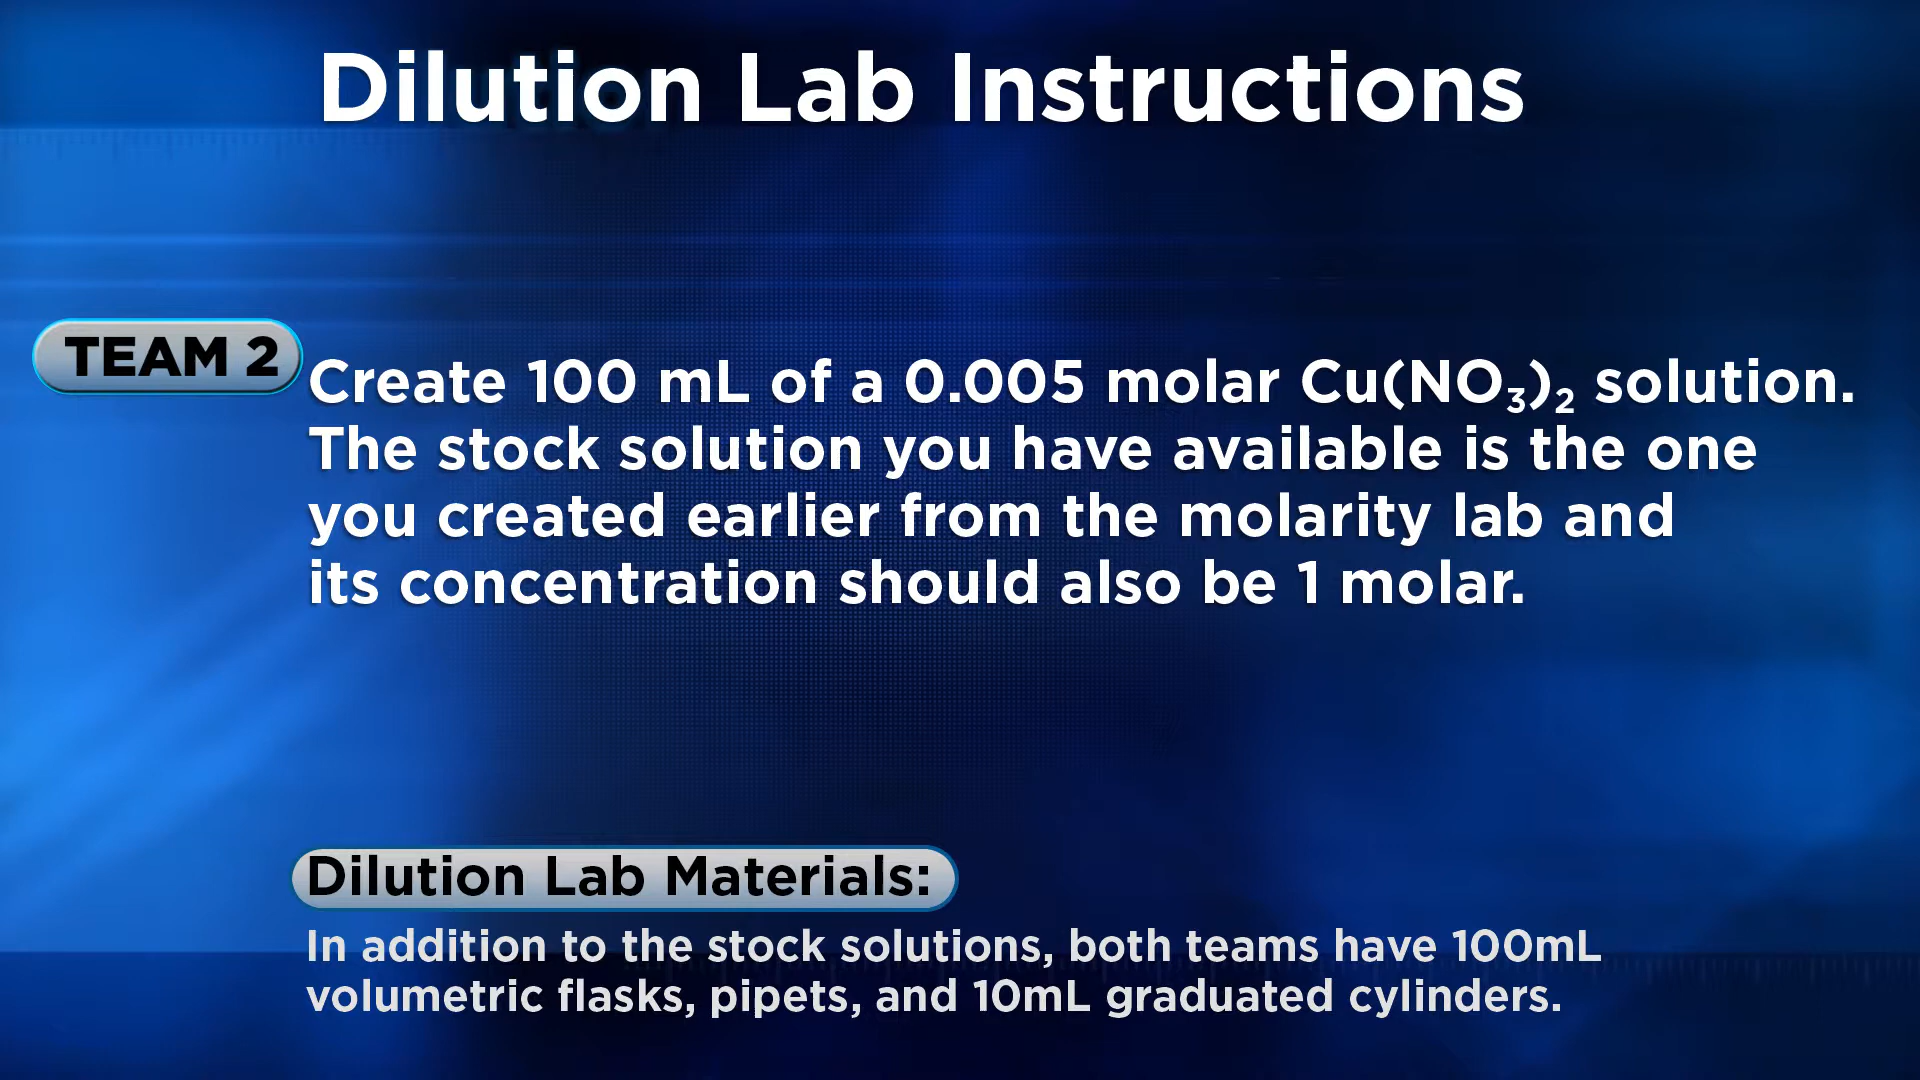 Dilution Lab Instructions
TEAM 2
Create 100 mL of a 0.005 molar Cu(NO₃)₂ solution.
The stock solution you have available is the one
you created earlier from the molarity lab and
its concentration should also be 1 molar.
Dilution Lab Materials:
In addition to the stock solutions, both teams have 100mL
volumetric flasks, pipets, and 10mL graduated cylinders.